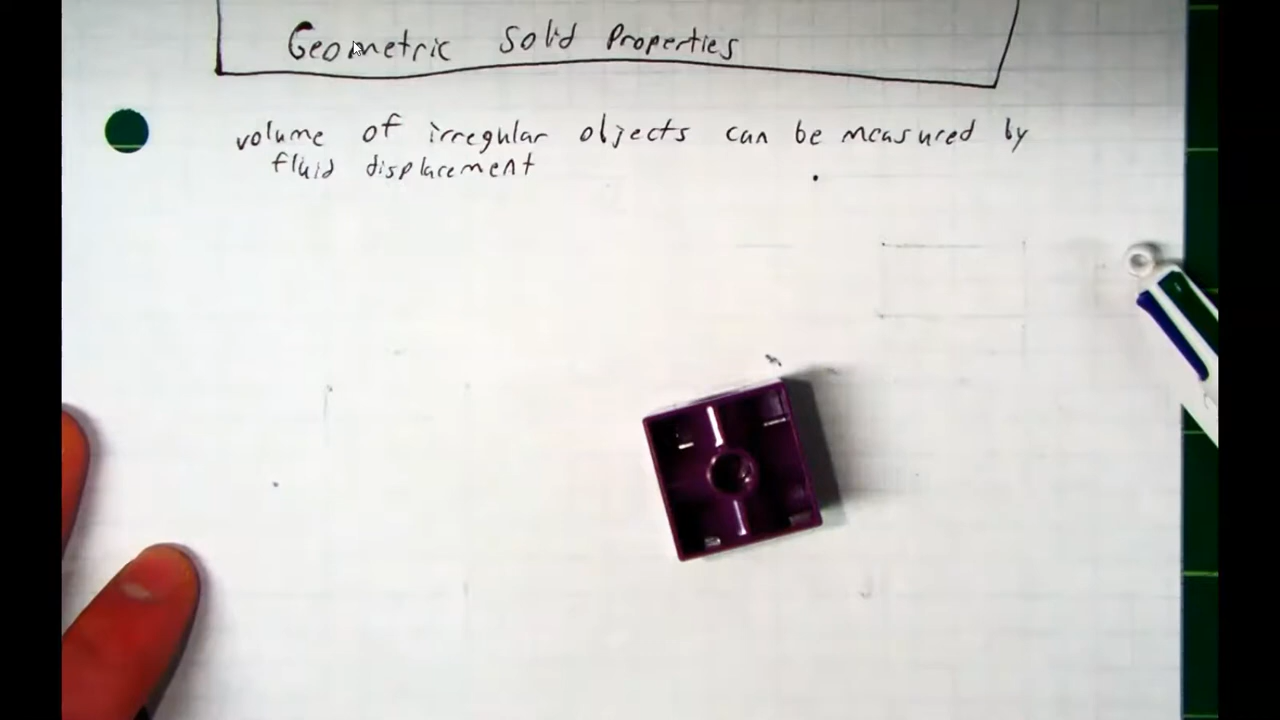 Geometric Solid Properties
volume of irregular objects can be measured by
fluid displacement